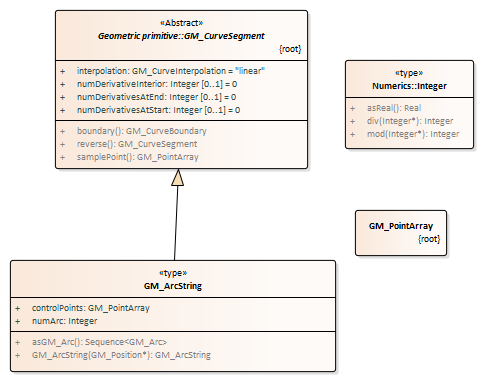 «Abstract»
Geometric primitive::GM_CurveSegment
{root}
+ interpolation: GM_CurveInterpolation = "linear"
+ numDerivativeInterior: Integer [0..1] = 0
+ numDerivativesAtEnd: Integer [0..1] = 0
+ numDerivativesAtStart: Integer [0..1] = 0
+ boundary(): GM_CurveBoundary
+ reverse(): GM_CurveSegment
+ samplePoint(): GM_PointArray
«type»
Numerics::Integer
+ asReal(): Real
+ div(Integer*): Integer
+ mod(Integer*): Integer
GM_PointArray
{root}
«type»
GM_ArcString
+ controlPoints: GM_PointArray
+ numArc: Integer
+ asGM_Arc(): Sequence<GM_Arc>
+ GM_ArcString(GM_Position*): GM_ArcString